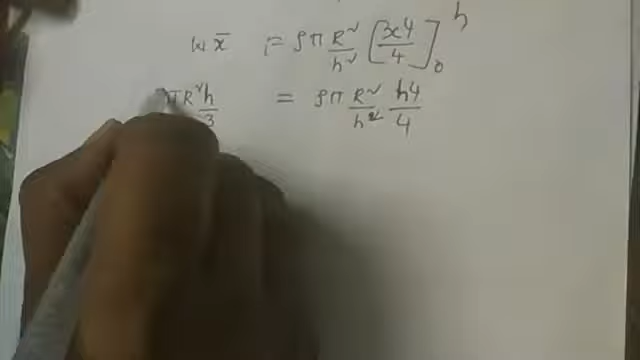 w x̄ = ρπ R²/h² [x⁴/4]₀ʰ
πR²h/3 = ρπ R²/h² h⁴/4